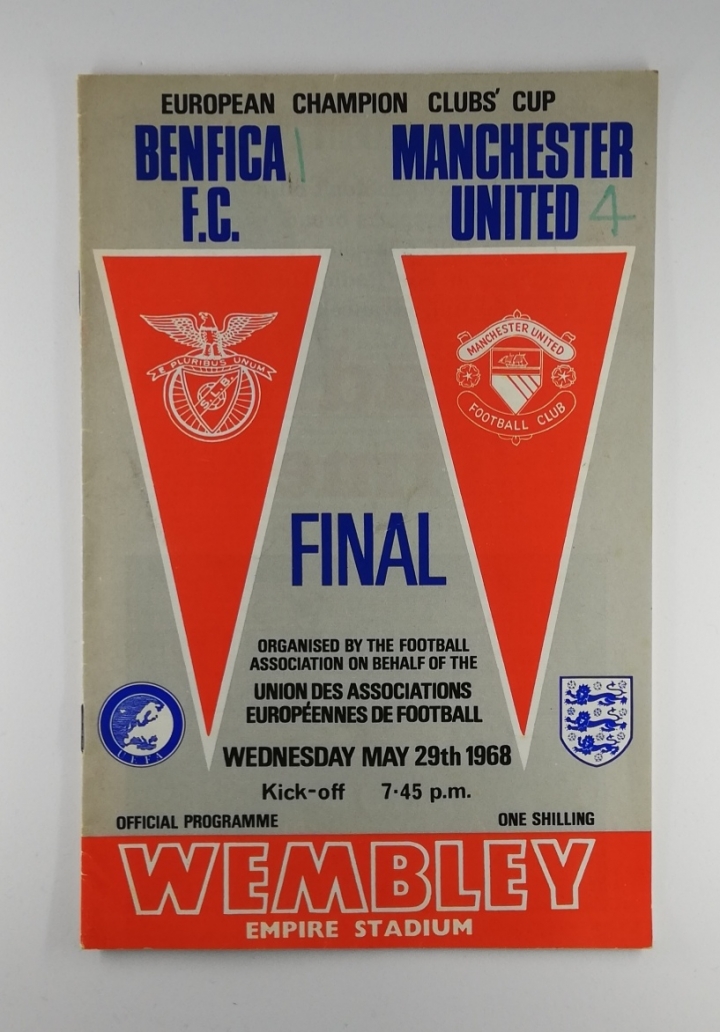 EUROPEAN CHAMPION CLUBS' CUP
BENFICA 1
F.C.
MANCHESTER
UNITED 4
E PLURIBUS UNUM
SLB
MANCHESTER UNITED
FOOTBALL CLUB
FINAL
ORGANISED BY THE FOOTBALL
ASSOCIATION ON BEHALF OF THE
UNION DES ASSOCIATIONS
EUROPÉENNES DE FOOTBALL
UEFA
WEDNESDAY MAY 29th 1968
Kick-off 7·45 p.m.
OFFICIAL PROGRAMME
ONE SHILLING
WEMBLEY
EMPIRE STADIUM